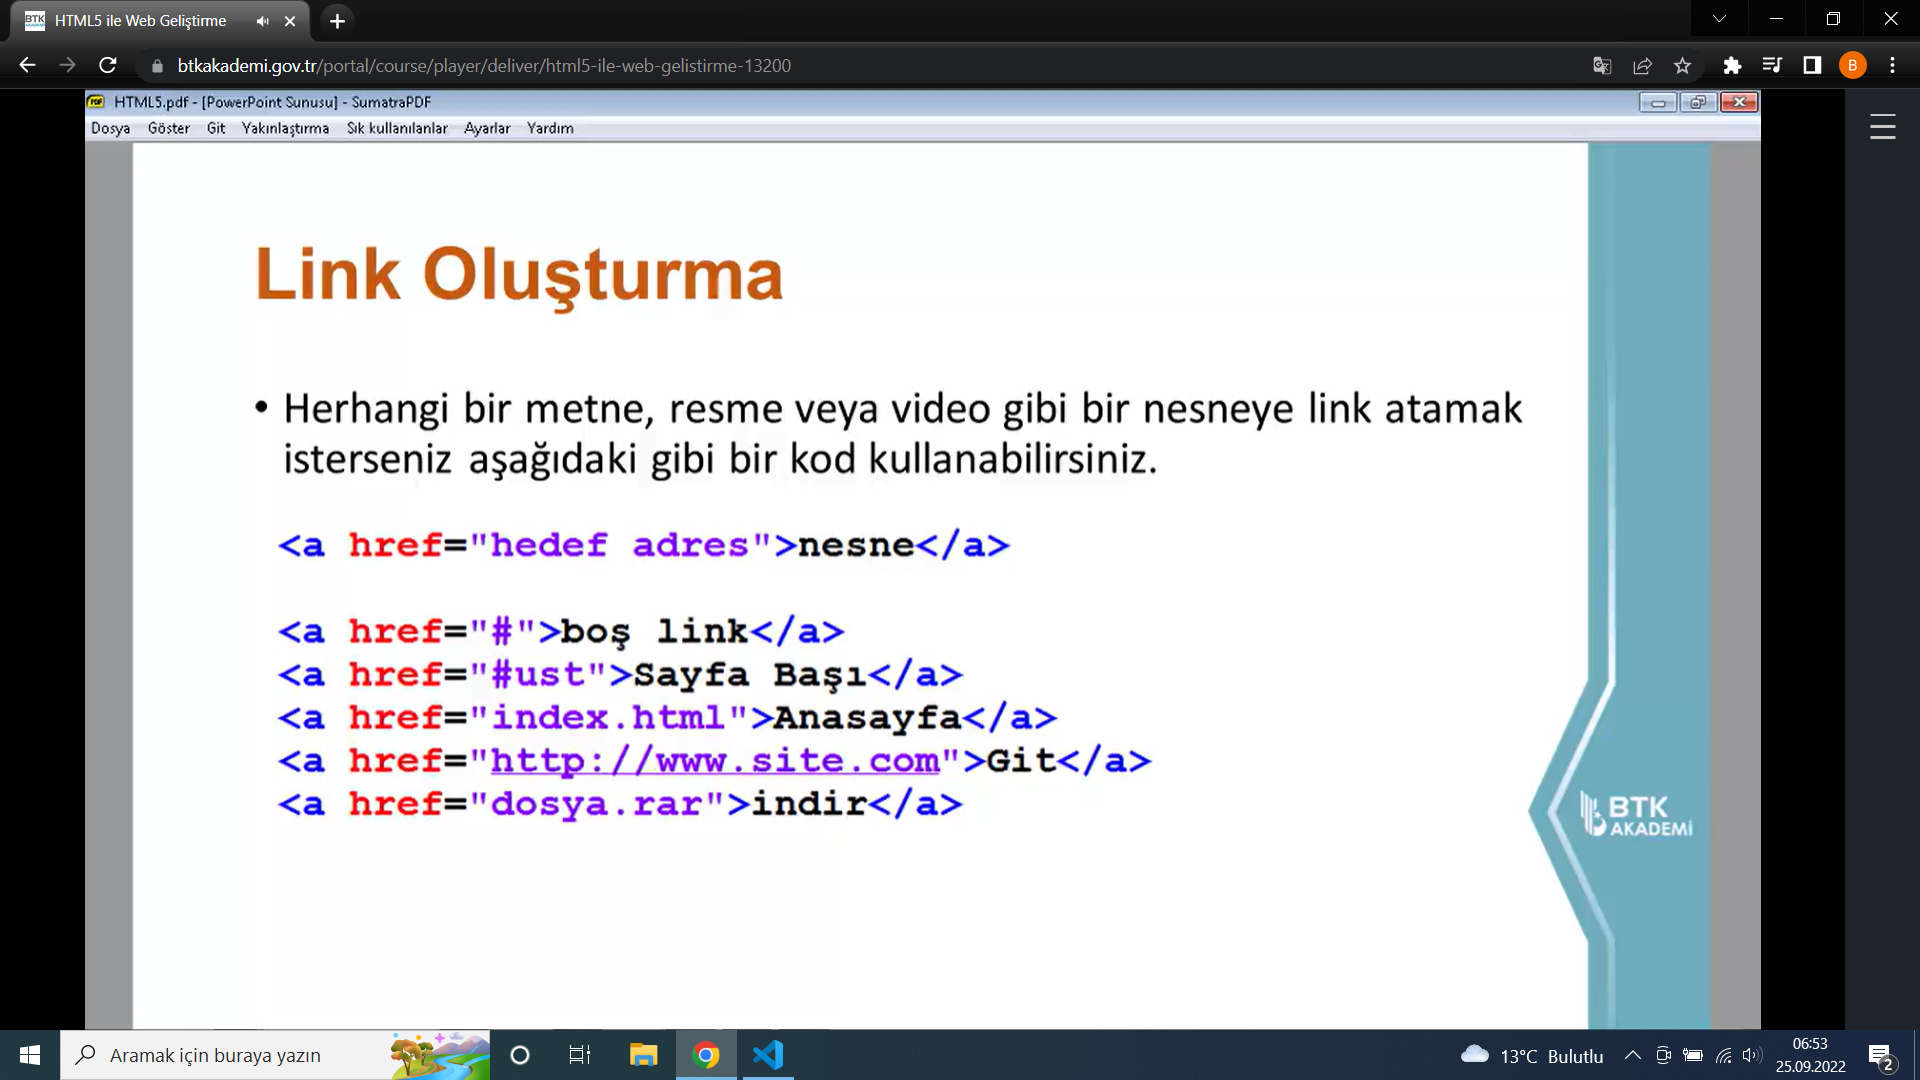 BTK
HTML5 ile Web Geliştirme
btkakademi.gov.tr/portal/course/player/deliver/html5-ile-web-gelistirme-13200
B
HTML5.pdf - [PowerPoint Sunusu] - SumatraPDF
Dosya Göster Git Yakınlaştırma Sık kullanılanlar Ayarlar Yardım
Link Oluşturma
• Herhangi bir metne, resme veya video gibi bir nesneye link atamak
isterseniz aşağıdaki gibi bir kod kullanabilirsiniz.
<a href="hedef adres">nesne</a>
<a href="#">boş link</a>
<a href="#ust">Sayfa Başı</a>
<a href="index.html">Anasayfa</a>
<a href="http://www.site.com">Git</a>
<a href="dosya.rar">indir</a>
BTK
AKADEMİ
Aramak için buraya yazın
13°C Bulutlu
06:53
25.09.2022
2